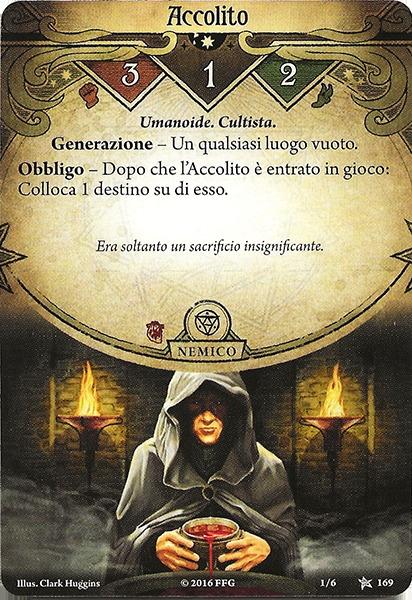 Accolito
3 1 2
Umanoide. Cultista.
Generazione – Un qualsiasi luogo vuoto.
Obbligo – Dopo che l'Accolito è entrato in gioco:
Colloca 1 destino su di esso.
Era soltanto un sacrificio insignificante.
NEMICO
Illus. Clark Huggins © 2016 FFG 1/6 169